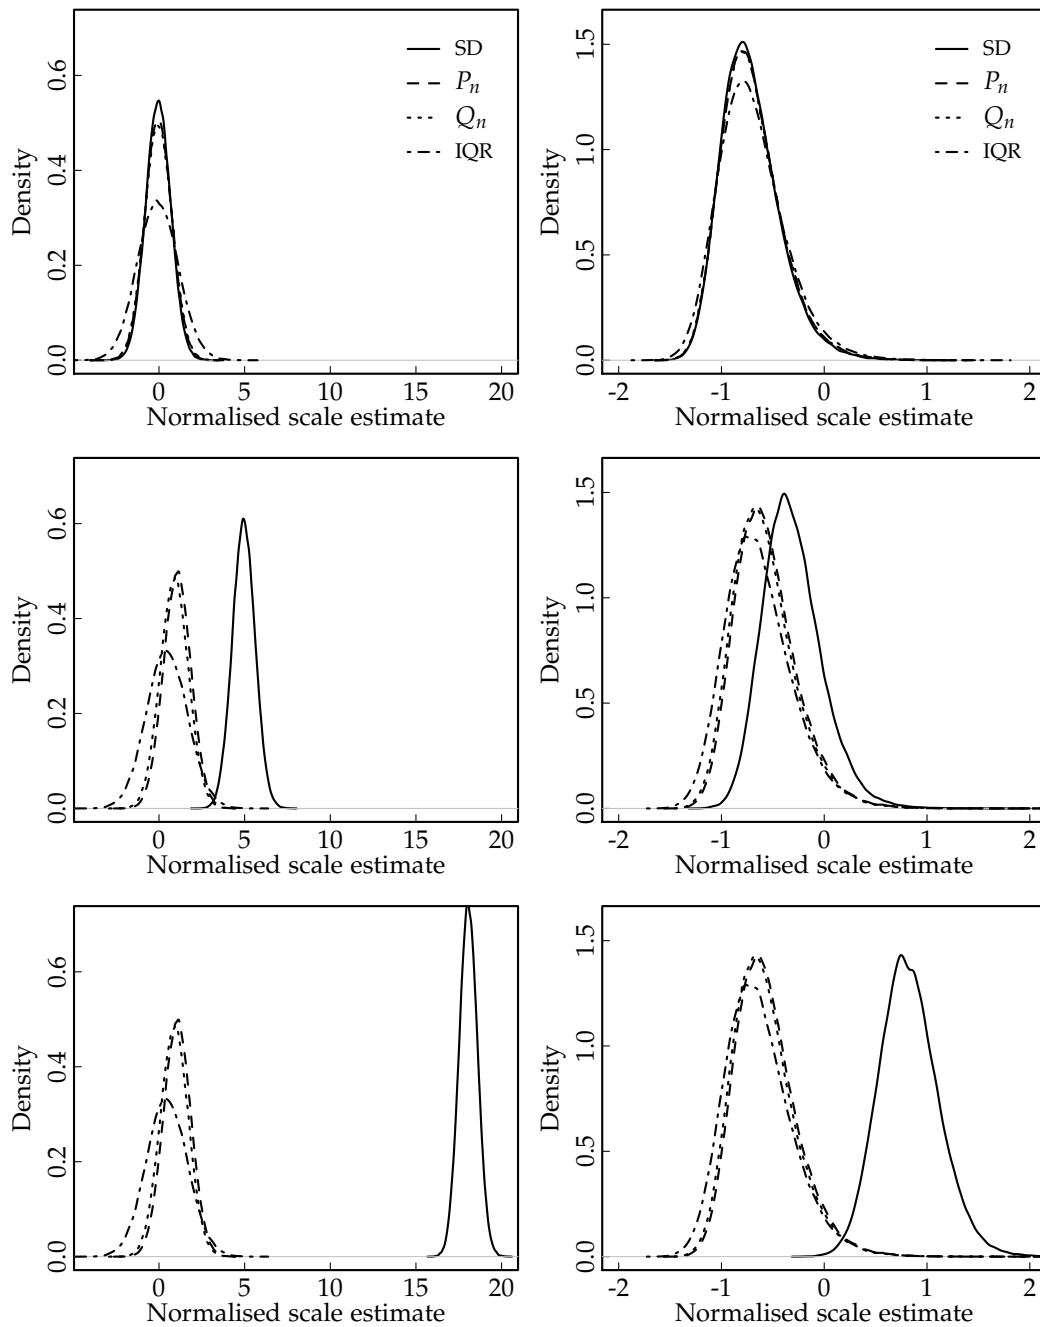 0.0 0.2 0.4 0.6
Density
SD
P_n
Q_n
IQR
0 5 10 15 20
Normalised scale estimate
0.0 0.5 1.0 1.5
Density
SD
P_n
Q_n
IQR
-2 -1 0 1 2
Normalised scale estimate
0.0 0.2 0.4 0.6
Density
0 5 10 15 20
Normalised scale estimate
0.0 0.5 1.0 1.5
Density
-2 -1 0 1 2
Normalised scale estimate
0.0 0.2 0.4 0.6
Density
0 5 10 15 20
Normalised scale estimate
0.0 0.5 1.0 1.5
Density
-2 -1 0 1 2
Normalised scale estimate